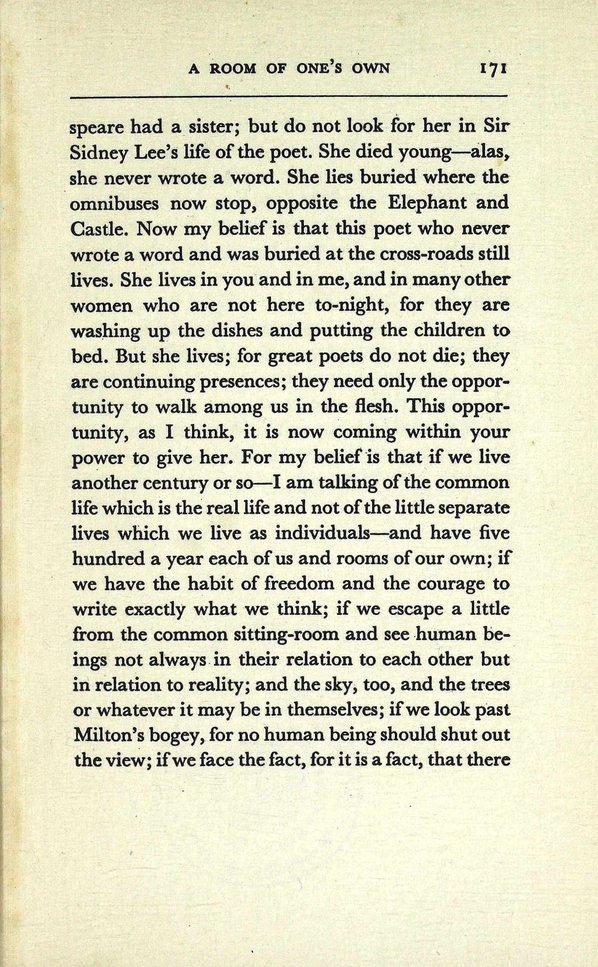 A ROOM OF ONE'S OWN 171
speare had a sister; but do not look for her in Sir
Sidney Lee's life of the poet. She died young—alas,
she never wrote a word. She lies buried where the
omnibuses now stop, opposite the Elephant and
Castle. Now my belief is that this poet who never
wrote a word and was buried at the cross-roads still
lives. She lives in you and in me, and in many other
women who are not here to-night, for they are
washing up the dishes and putting the children to
bed. But she lives; for great poets do not die; they
are continuing presences; they need only the oppor-
tunity to walk among us in the flesh. This oppor-
tunity, as I think, it is now coming within your
power to give her. For my belief is that if we live
another century or so—I am talking of the common
life which is the real life and not of the little separate
lives which we live as individuals—and have five
hundred a year each of us and rooms of our own; if
we have the habit of freedom and the courage to
write exactly what we think; if we escape a little
from the common sitting-room and see human be-
ings not always in their relation to each other but
in relation to reality; and the sky, too, and the trees
or whatever it may be in themselves; if we look past
Milton's bogey, for no human being should shut out
the view; if we face the fact, for it is a fact, that there